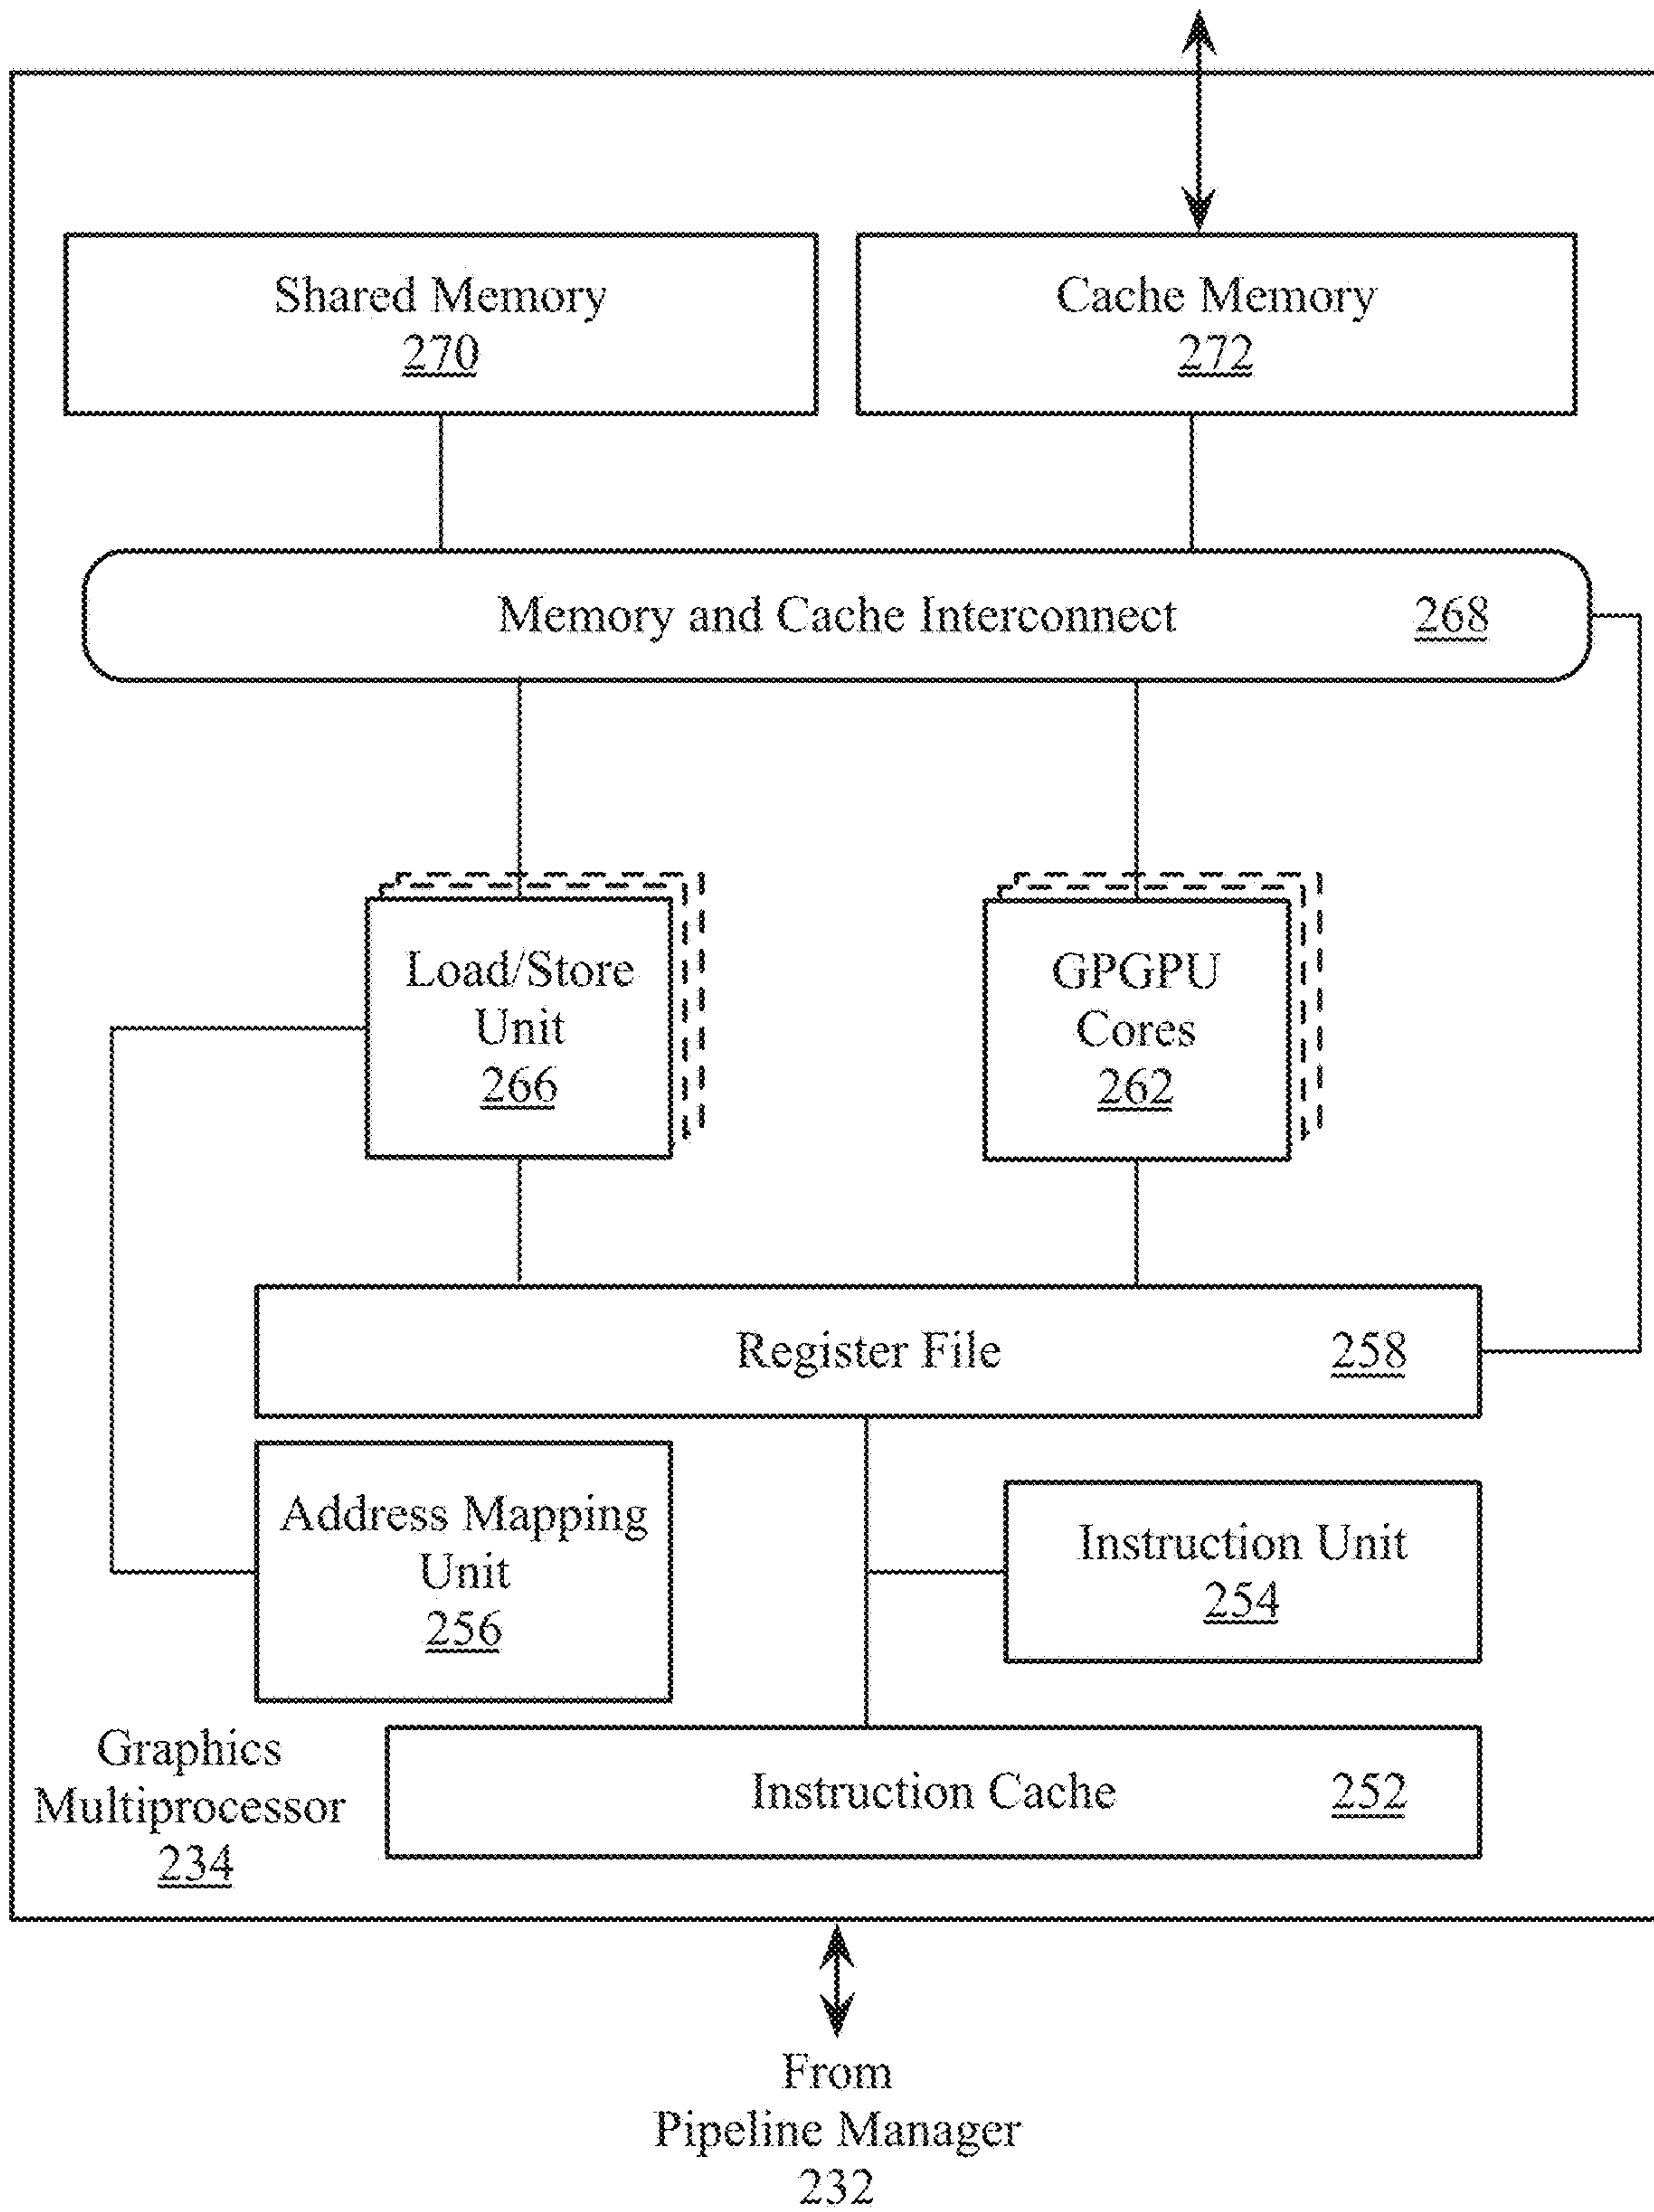 Shared Memory
270
Cache Memory
272
Memory and Cache Interconnect 268
Load/Store
Unit
266
GPGPU
Cores
262
Register File 258
Address Mapping
Unit
256
Instruction Unit
254
Graphics
Multiprocessor
234
Instruction Cache 252
From
Pipeline Manager
232